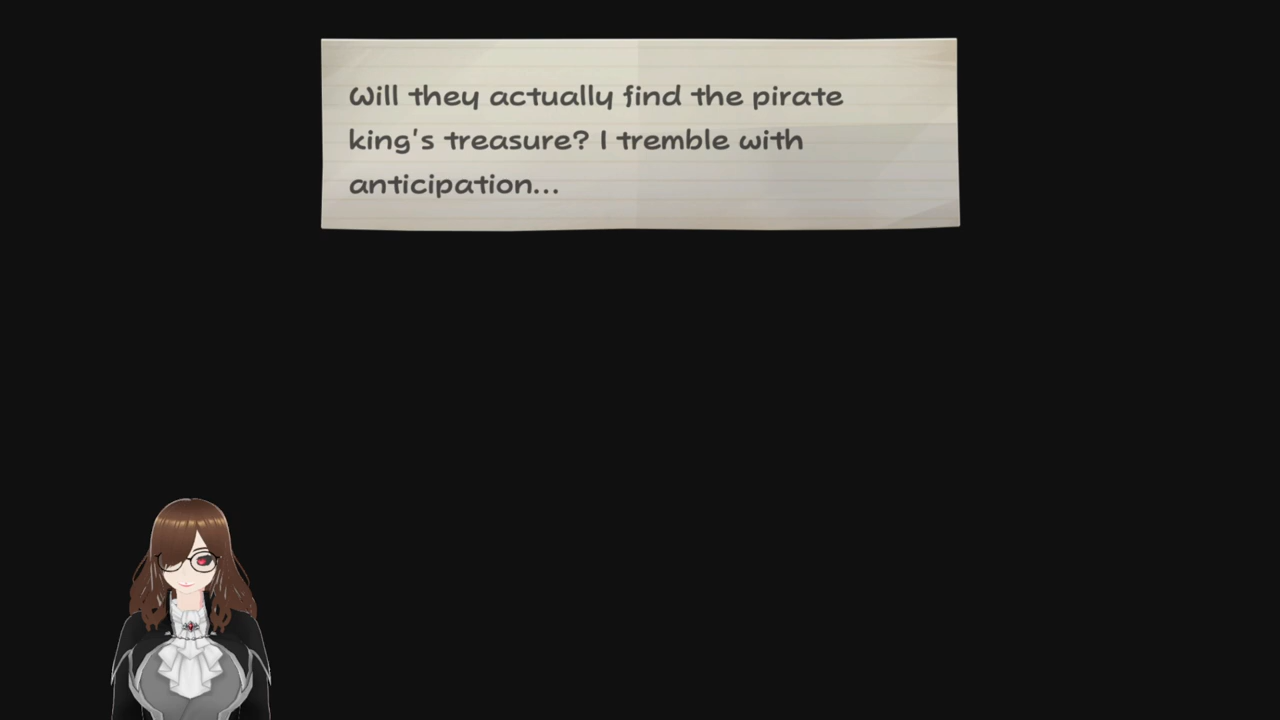 Will they actually find the pirate
king's treasure? I tremble with
anticipation...